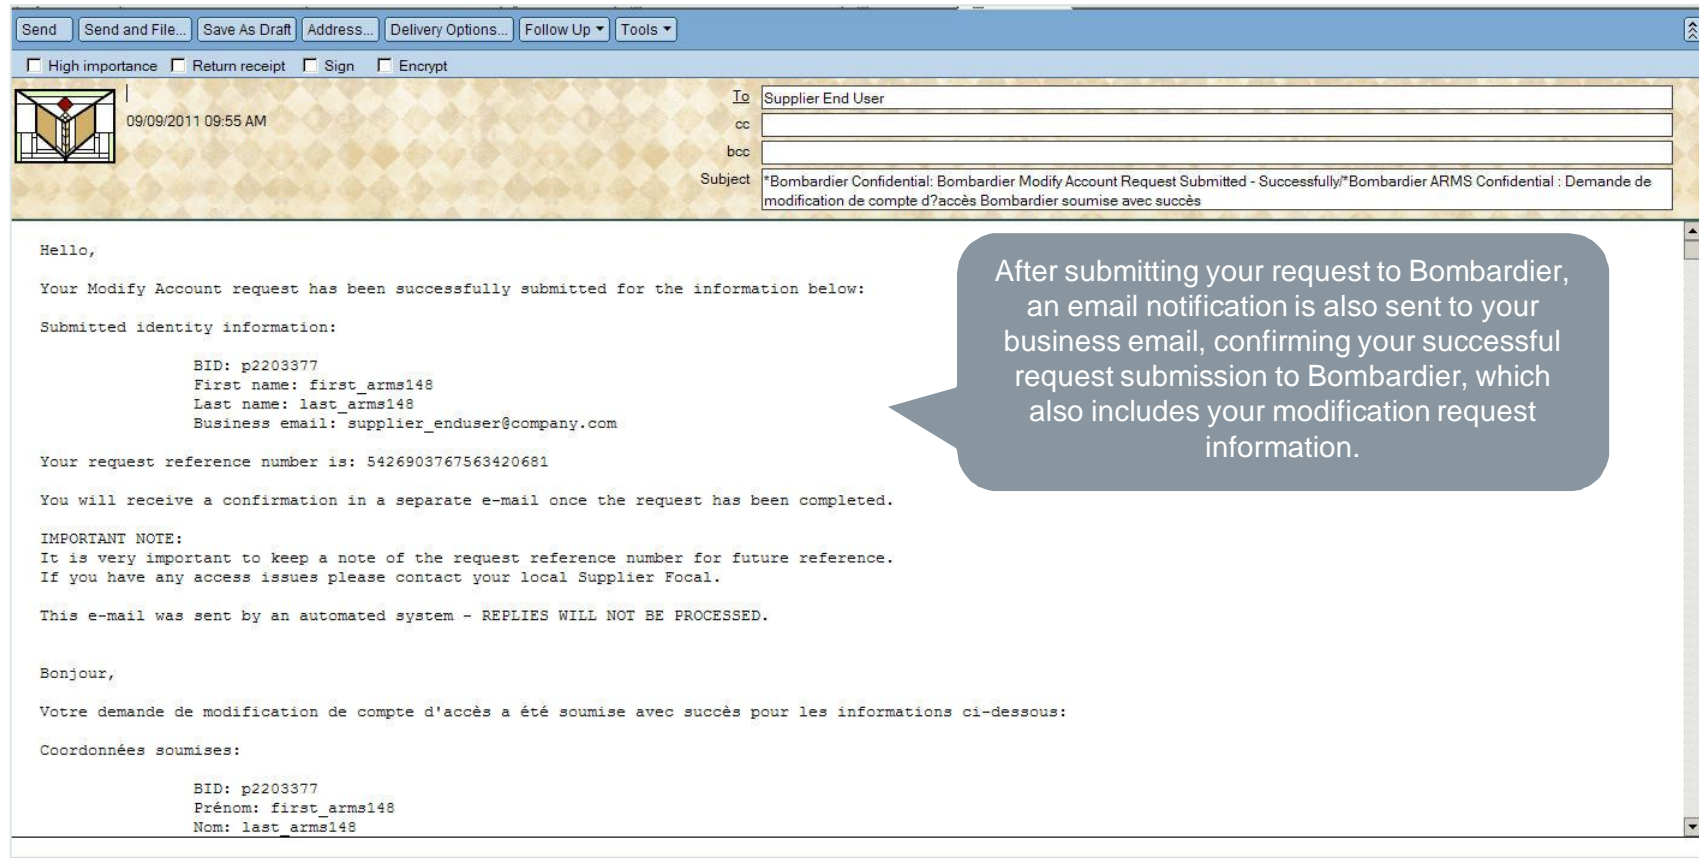 Send Send and File... Save As Draft Address... Delivery Options... Follow Up Tools
High importance Return receipt Sign Encrypt
09/09/2011 09:55 AM
To Supplier End User
cc
bcc
Subject *Bombardier Confidential: Bombardier Modify Account Request Submitted - Successfully/*Bombardier ARMS Confidential : Demande de
modification de compte d?accès Bombardier soumise avec succès
Hello,
Your Modify Account request has been successfully submitted for the information below:
Submitted identity information:
BID: p2203377
First name: first_arms148
Last name: last_arms148
Business email: supplier_enduser@company.com
Your request reference number is: 5426903767563420681
You will receive a confirmation in a separate e-mail once the request has been completed.
IMPORTANT NOTE:
It is very important to keep a note of the request reference number for future reference.
If you have any access issues please contact your local Supplier Focal.
This e-mail was sent by an automated system - REPLIES WILL NOT BE PROCESSED.
Bonjour,
Votre demande de modification de compte d'accès a été soumise avec succès pour les informations ci-dessous:
Coordonnées soumises:
BID: p2203377
Prénom: first_arms148
Nom: last_arms148
After submitting your request to Bombardier,
an email notification is also sent to your
business email, confirming your successful
request submission to Bombardier, which
also includes your modification request
information.